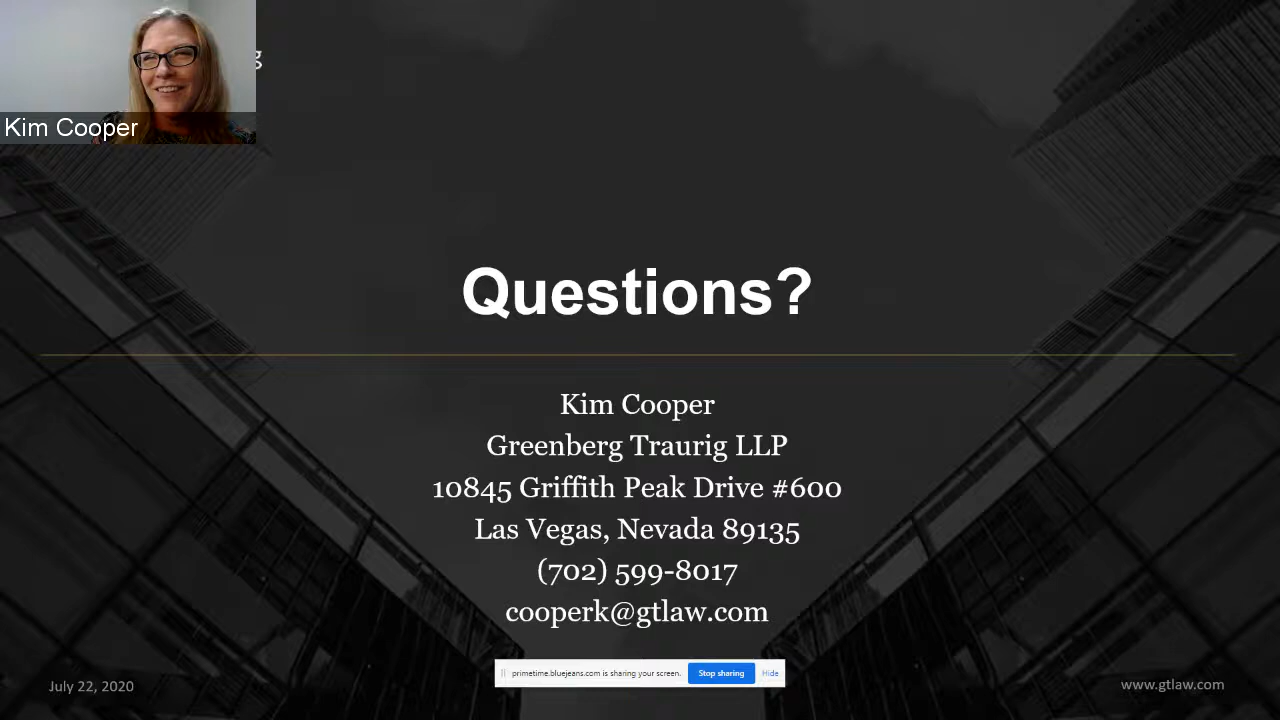 Kim Cooper
Questions?
Kim Cooper
Greenberg Traurig LLP
10845 Griffith Peak Drive #600
Las Vegas, Nevada 89135
(702) 599-8017
cooperk@gtlaw.com
primetime.bluejeans.com is sharing your screen. Stop sharing Hide
July 22, 2020 www.gtlaw.com